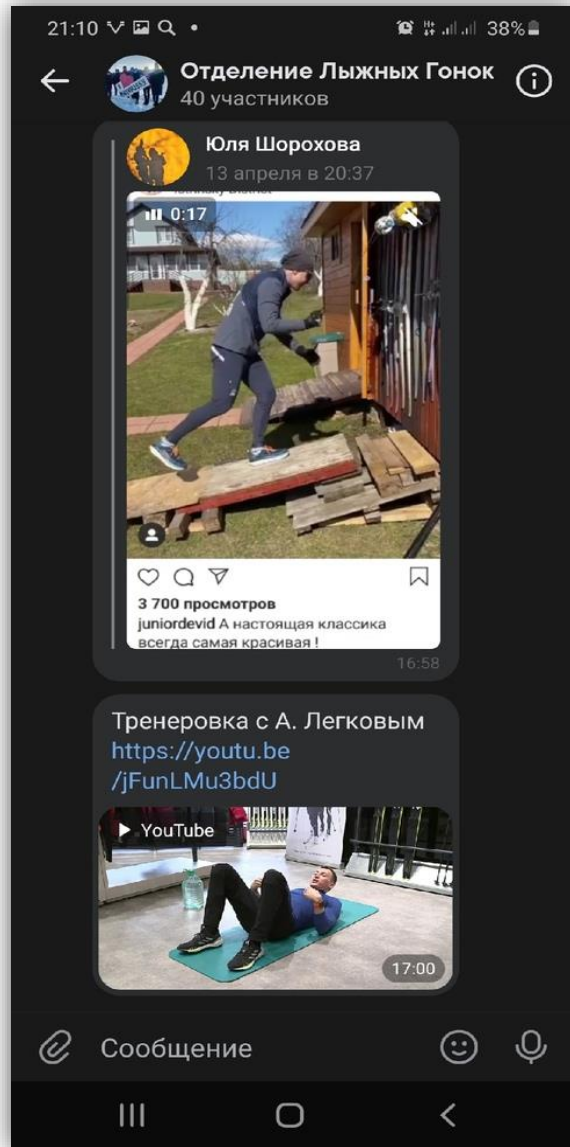 21:10
38%
Отделение Лыжных Гонок
40 участников
Юля Шорохова
13 апреля в 20:37
0:17
3 700 просмотров
juniordevid А настоящая классика
всегда самая красивая !
16:58
Тренеровка с А. Легковым
https://youtu.be
/jFunLMu3bdU
YouTube
17:00
Сообщение